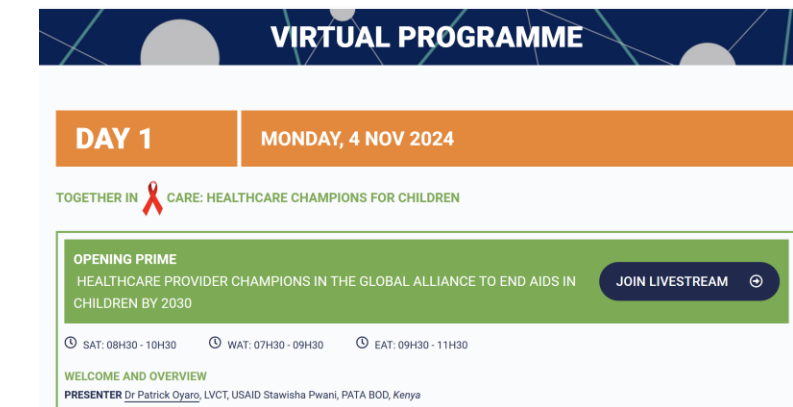 VIRTUAL PROGRAMME
DAY 1
MONDAY, 4 NOV 2024
TOGETHER IN CARE: HEALTHCARE CHAMPIONS FOR CHILDREN
OPENING PRIME
HEALTHCARE PROVIDER CHAMPIONS IN THE GLOBAL ALLIANCE TO END AIDS IN
CHILDREN BY 2030
JOIN LIVESTREAM
SAT: 08H30 - 10H30 WAT: 07H30 - 09H30 EAT: 09H30 - 11H30
WELCOME AND OVERVIEW
PRESENTER Dr Patrick Oyaro, LVCT, USAID Stawisha Pwani, PATA BOD, Kenya